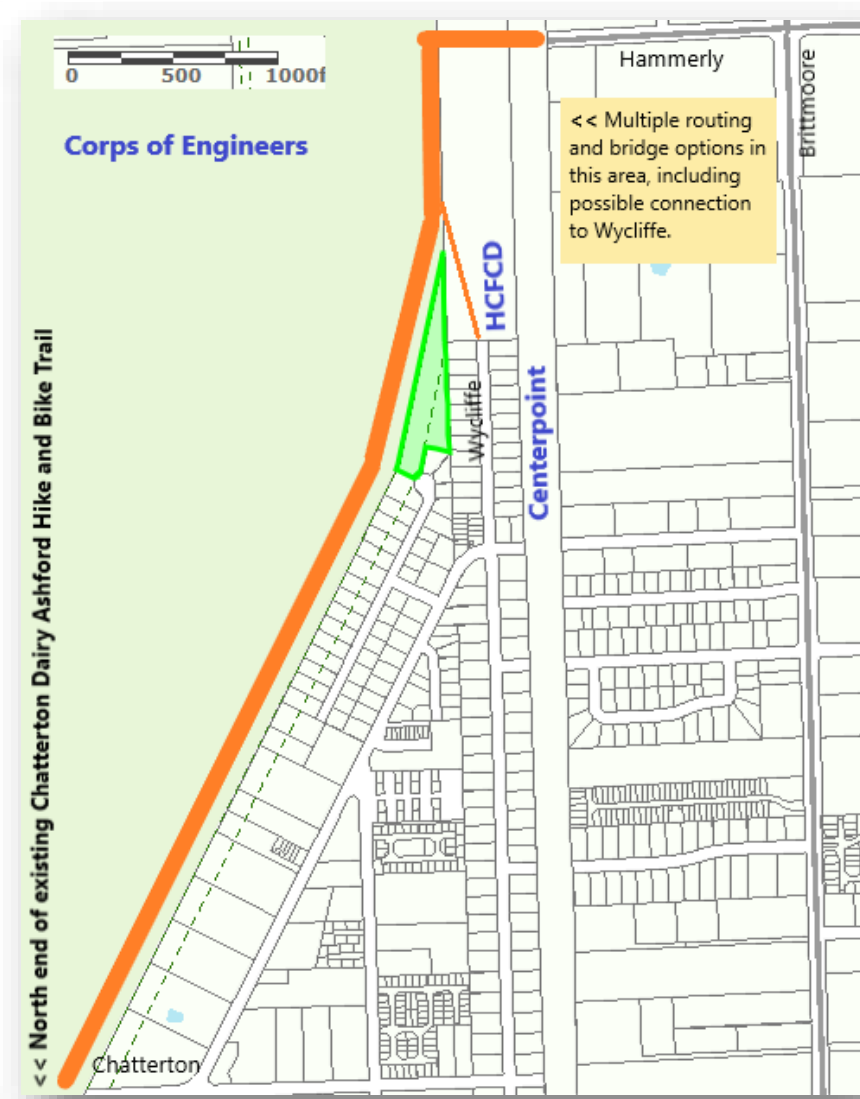 0 500 1000f
Hammerly
Corps of Engineers
<< Multiple routing
and bridge options in
this area, including
possible connection
to Wycliffe.
Brittmoore
HCFCD
Wycliffe
Centerpoint
<< North end of existing Chatterton Dairy Ashford Hike and Bike Trail
Chatterton